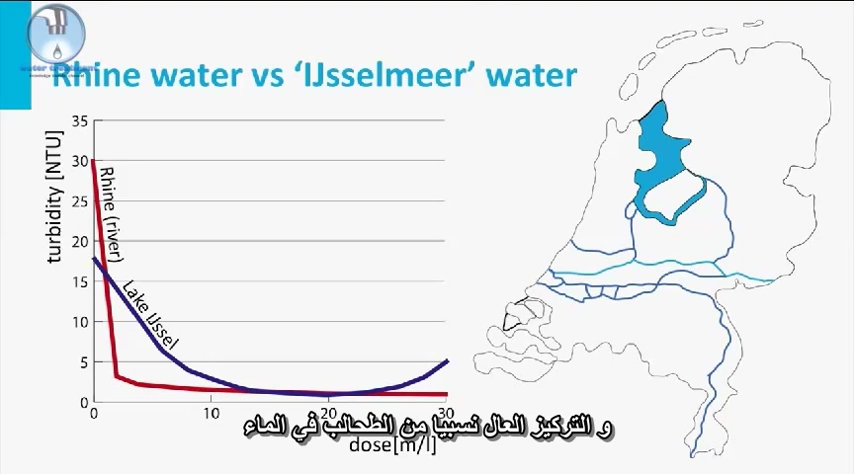 Rhine water vs 'IJsselmeer' water
turbidity [NTU]
35
30
25
20
15
10
5
0
Rhine (river)
Lake IJssel
0
10
20
30
dose[m/l]
و التركيز العال نسبيا من الطحالب في الماء